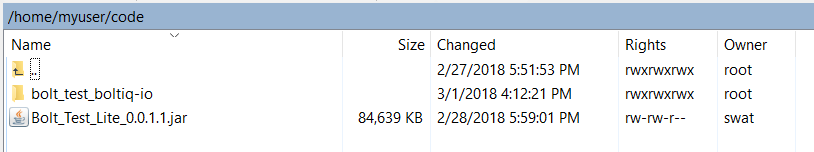 /home/myuser/code
Name Size Changed Rights Owner
.. 2/27/2018 5:51:53 PM rwxrwxrwx root
bolt_test_boltiq-io 3/1/2018 4:12:21 PM rwxrwxrwx root
Bolt_Test_Lite_0.0.1.1.jar 84,639 KB 2/28/2018 5:59:01 PM rw-rw-r-- swat